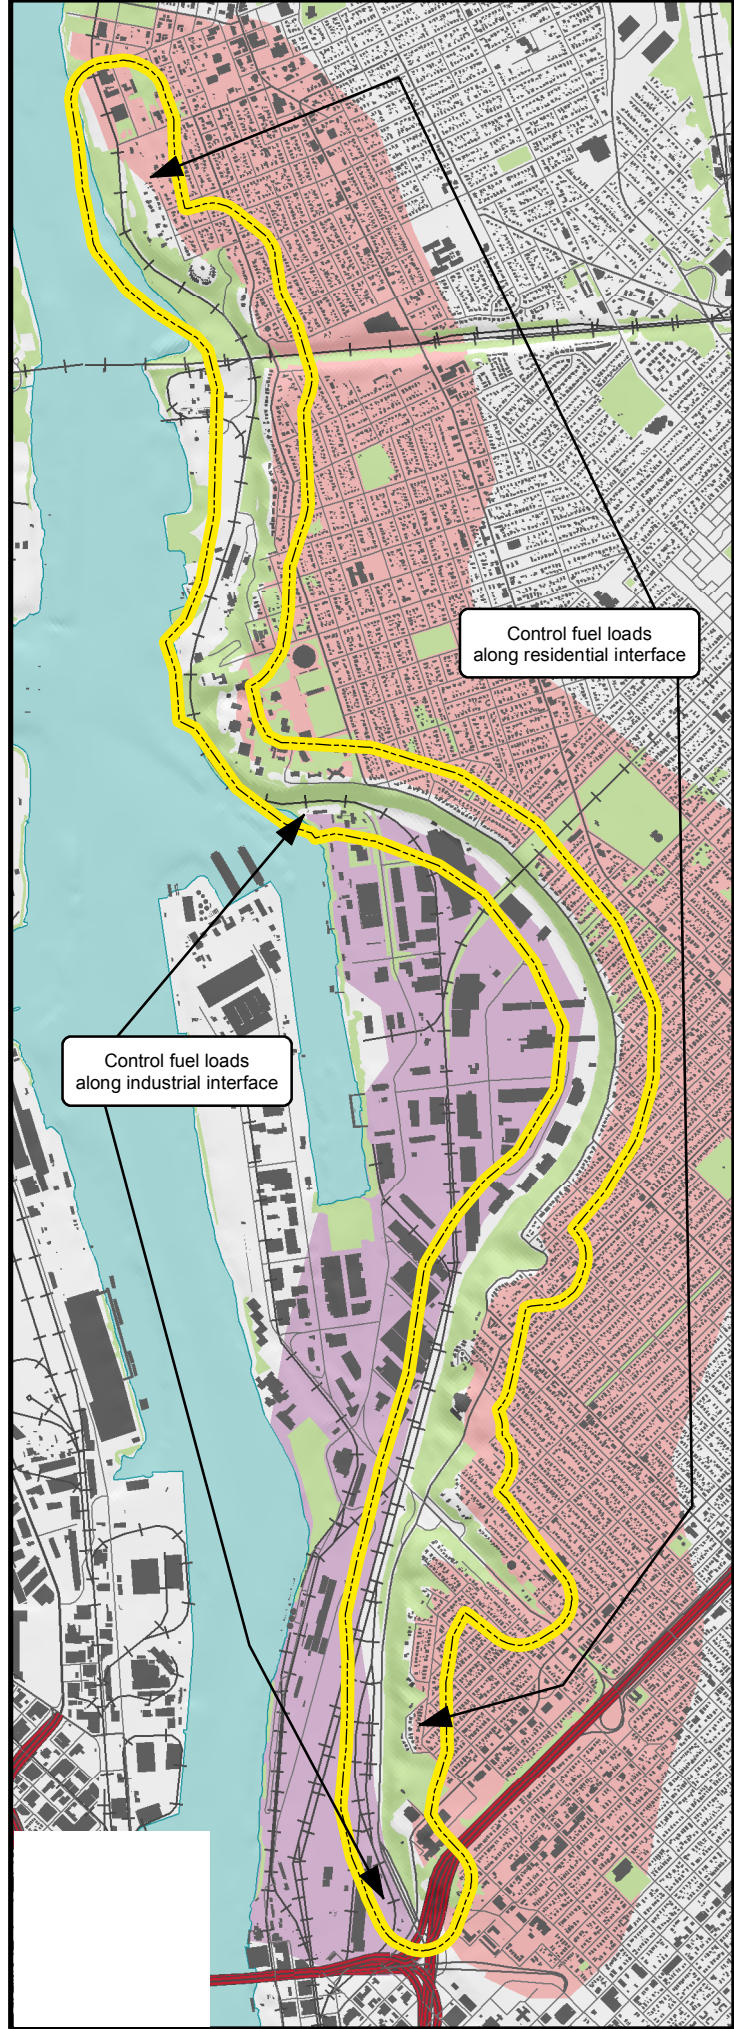 Control fuel loads
along residential interface
Control fuel loads
along industrial interface